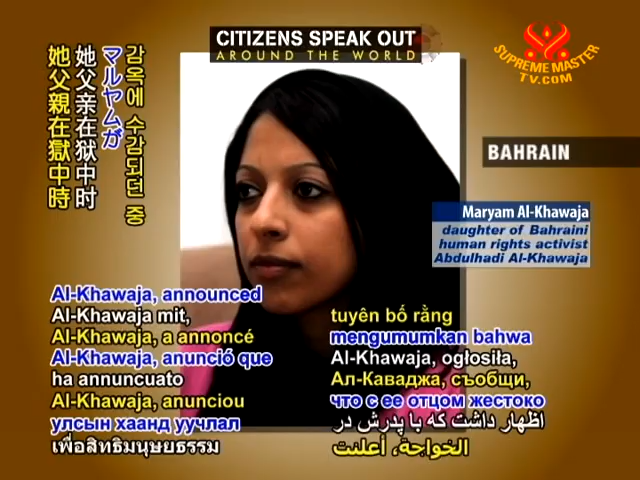 CITIZENS SPEAK OUT
AROUND THE WORLD
SUPREME MASTER
TV.COM
BAHRAIN
Maryam Al-Khawaja
daughter of Bahraini
human rights activist
Abdulhadi Al-Khawaja
감옥에 수감되던 중
マルヤムが
她父亲在狱中时
她父親在獄中時
Al-Khawaja, announced
Al-Khawaja mit,
Al-Khawaja, a annoncé
Al-Khawaja, anunció que
ha annuncuato
Al-Khawaja, anunciou
улсын хаанд уучлал
เพื่อสิทธิมนุษยธรรม
tuyên bố rằng
mengumumkan bahwa
Al-Khawaja, ogłosiła,
Ал-Каваджа, съобщи,
что с ее отцом жестоко
اظهار داشت که با پدرش در
الخواجة، أعلنت